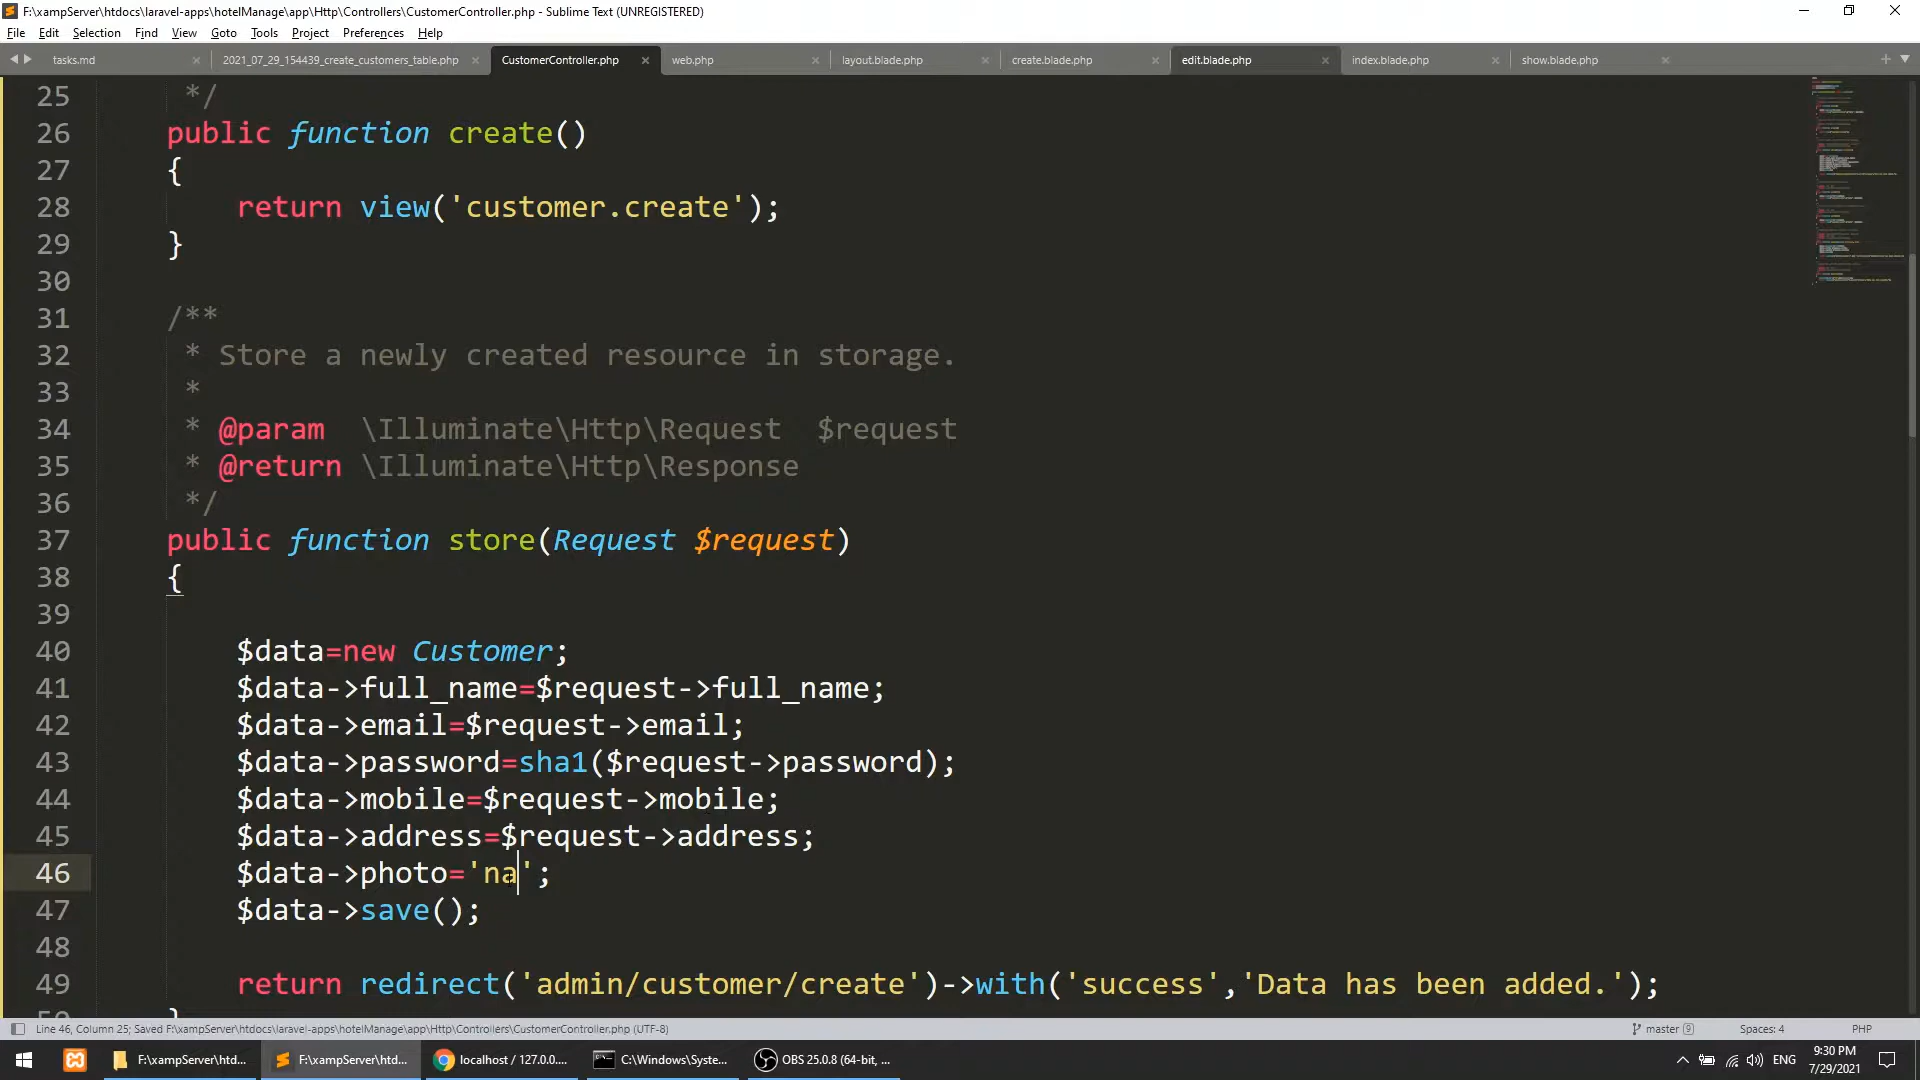 F:\xampServer\htdocs\laravel-apps\hotelManage\app\Http\Controllers\CustomerController.php - Sublime Text (UNREGISTERED)
File Edit Selection Find View Goto Tools Project Preferences Help
tasks.md 2021_07_29_154439_create_customers_table.php CustomerController.php web.php layout.blade.php create.blade.php edit.blade.php index.blade.php show.blade.php
25 */
26 public function create()
27 {
28 return view('customer.create');
29 }
30
31 /**
32 * Store a newly created resource in storage.
33 *
34 * @param \Illuminate\Http\Request $request
35 * @return \Illuminate\Http\Response
36 */
37 public function store(Request $request)
38 {
39
40 $data=new Customer;
41 $data->full_name=$request->full_name;
42 $data->email=$request->email;
43 $data->password=sha1($request->password);
44 $data->mobile=$request->mobile;
45 $data->address=$request->address;
46 $data->photo='na';
47 $data->save();
48
49 return redirect('admin/customer/create')->with('success','Data has been added.');
Line 46, Column 25; Saved F:\xampServer\htdocs\laravel-apps\hotelManage\app\Http\Controllers\CustomerController.php (UTF-8) master 9 Spaces: 4 PHP
F:\xampServer\htd... F:\xampServer\htd... localhost / 127.0.0.... C:\Windows\Syste... OBS 25.0.8 (64-bit, ... ENG 9:30 PM
7/29/2021